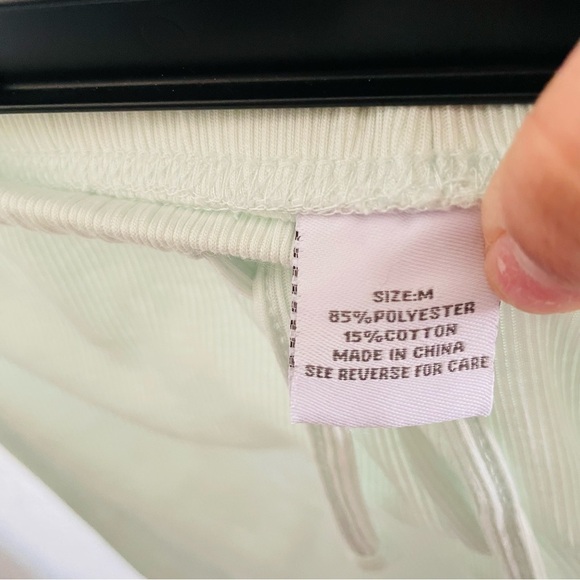 SIZE:M
85%POLYESTER
15%COTTON
MADE IN CHINA
SEE REVERSE FOR CARE